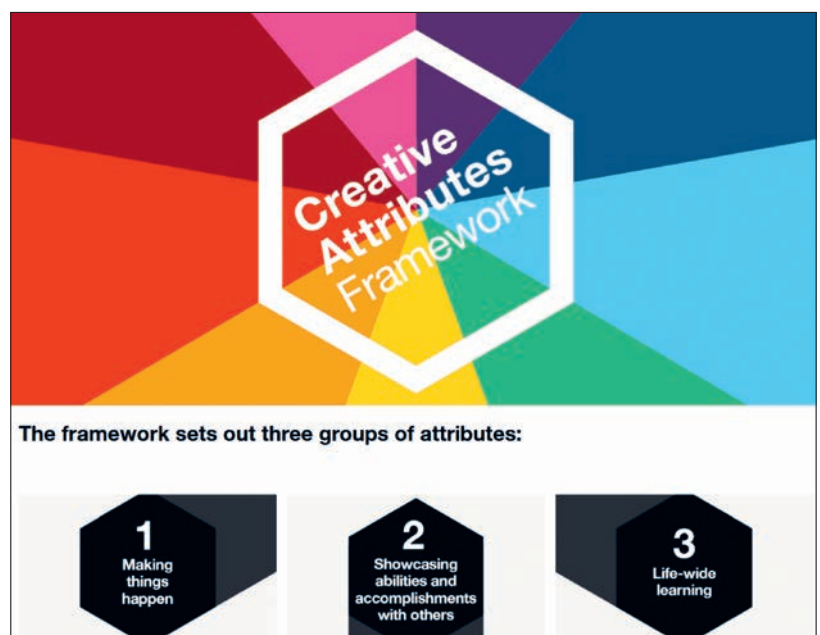 Creative
Attributes
Framework
The framework sets out three groups of attributes:
1
Making
things
happen
2
Showcasing
abilities and
accomplishments
with others
3
Life-wide
learning